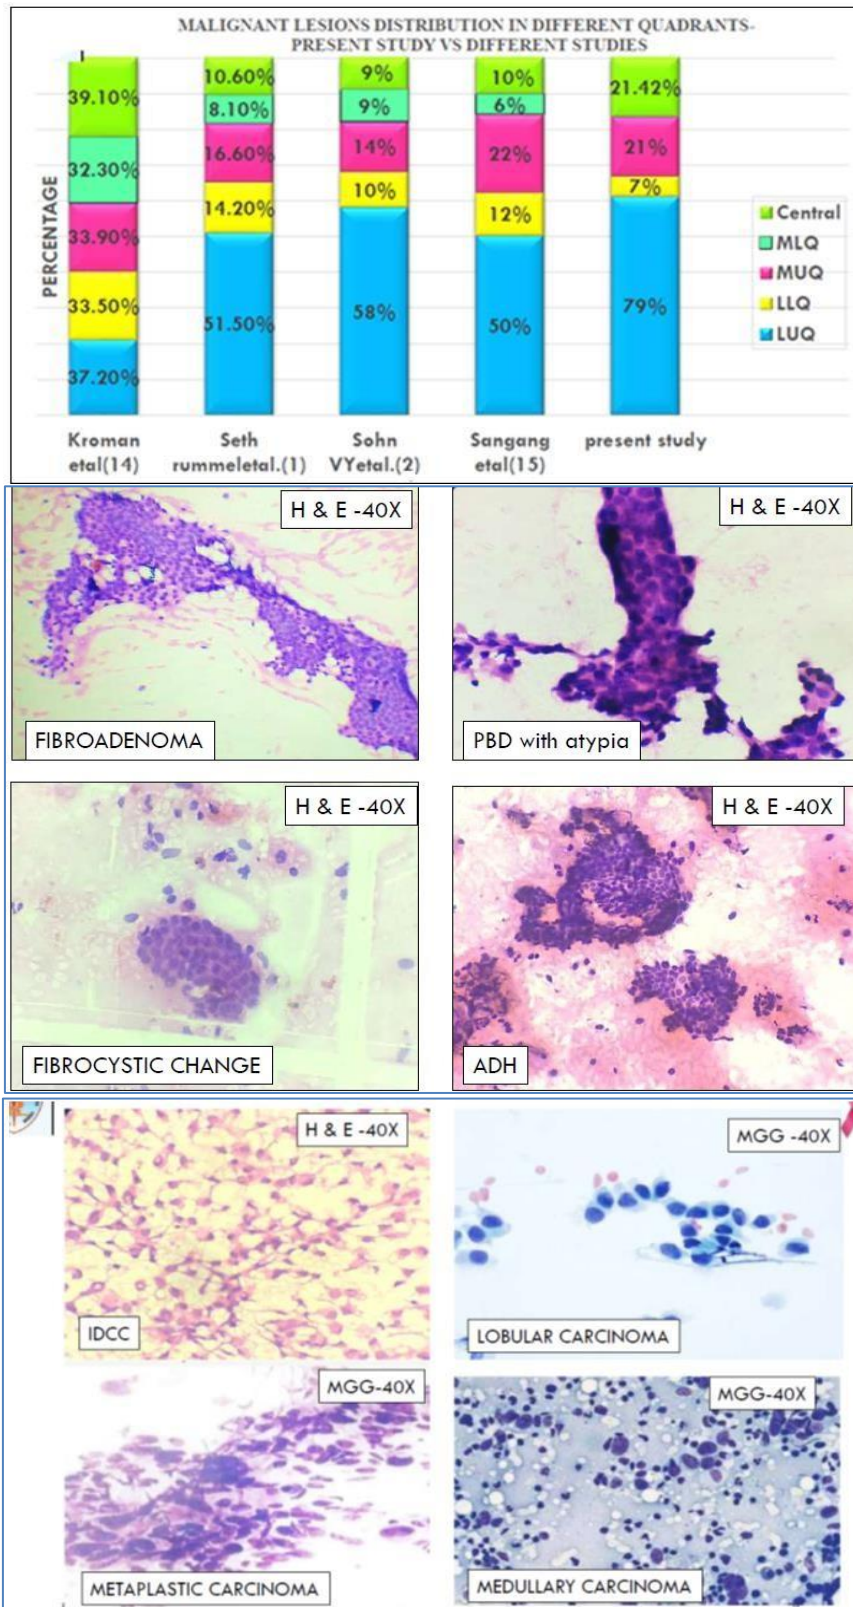 MALIGNANT LESIONS DISTRIBUTION IN DIFFERENT QUADRANTS-
PRESENT STUDY VS DIFFERENT STUDIES
PERCENTAGE
39.10%
32.30%
33.90%
33.50%
37.20%
10.60%
8.10%
16.60%
14.20%
51.50%
9%
9%
14%
10%
58%
10%
6%
22%
12%
50%
21.42%
21%
7%
79%
Central
MLQ
MUQ
LLQ
LUQ
Kroman
etal(14)
Seth
rummeletal.(1)
Sohn
VYetal.(2)
Sangang
etal(15)
present study
H & E -40X
FIBROADENOMA
H & E -40X
PBD with atypia
H & E -40X
FIBROCYSTIC CHANGE
H & E -40X
ADH
H & E -40X
IDCC
MGG -40X
LOBULAR CARCINOMA
MGG-40X
METAPLASTIC CARCINOMA
MGG-40X
MEDULLARY CARCINOMA